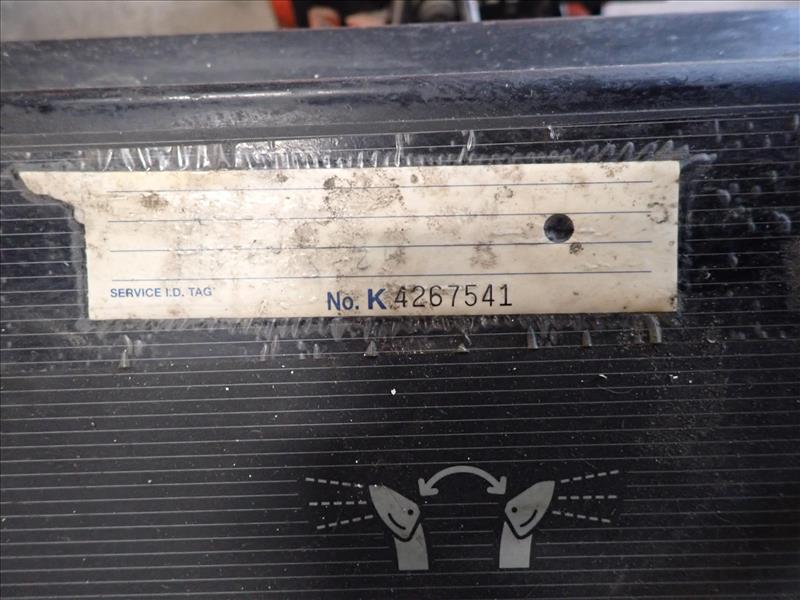 SERVICE I.D. TAG
No. K 4267541